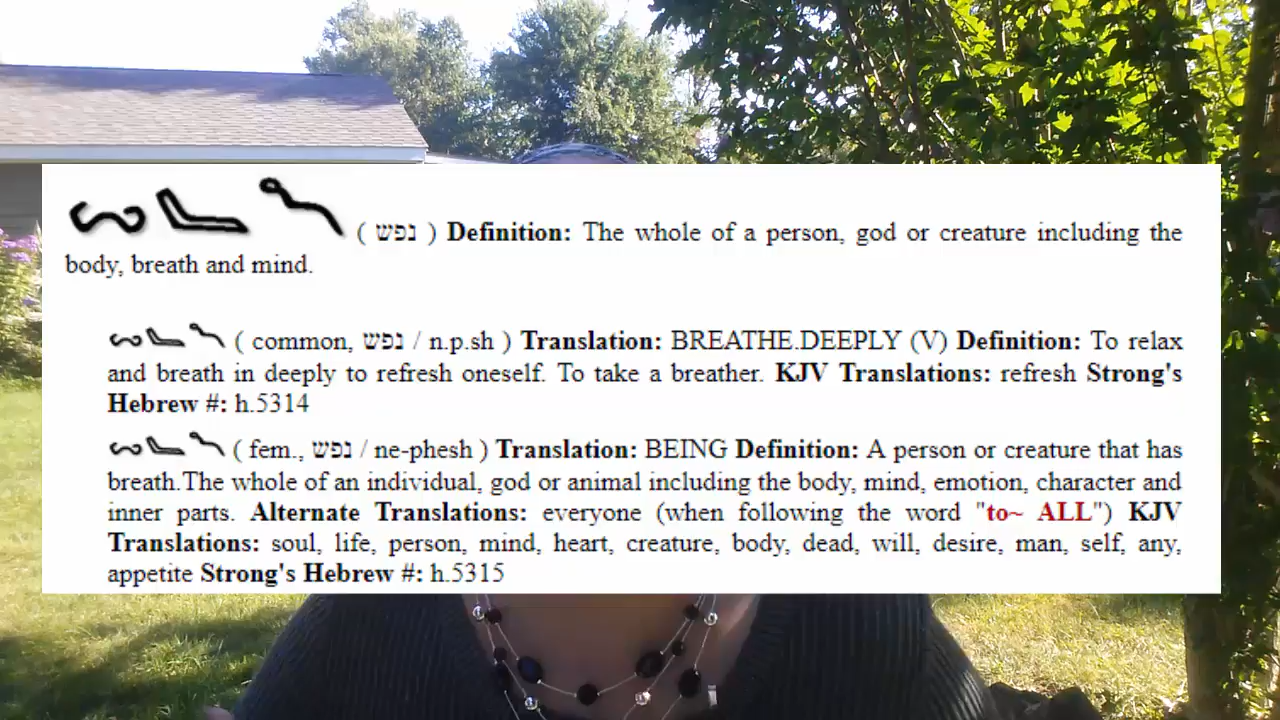 ( נפש ) Definition: The whole of a person, god or creature including the
body, breath and mind.
( common, נפש / n.p.sh ) Translation: BREATHE.DEEPLY (V) Definition: To relax
and breath in deeply to refresh oneself. To take a breather. KJV Translations: refresh Strong's
Hebrew #: h.5314
( fem., נפש / ne-phesh ) Translation: BEING Definition: A person or creature that has
breath.The whole of an individual, god or animal including the body, mind, emotion, character and
inner parts. Alternate Translations: everyone (when following the word "to~ ALL") KJV
Translations: soul, life, person, mind, heart, creature, body, dead, will, desire, man, self, any,
appetite Strong's Hebrew #: h.5315